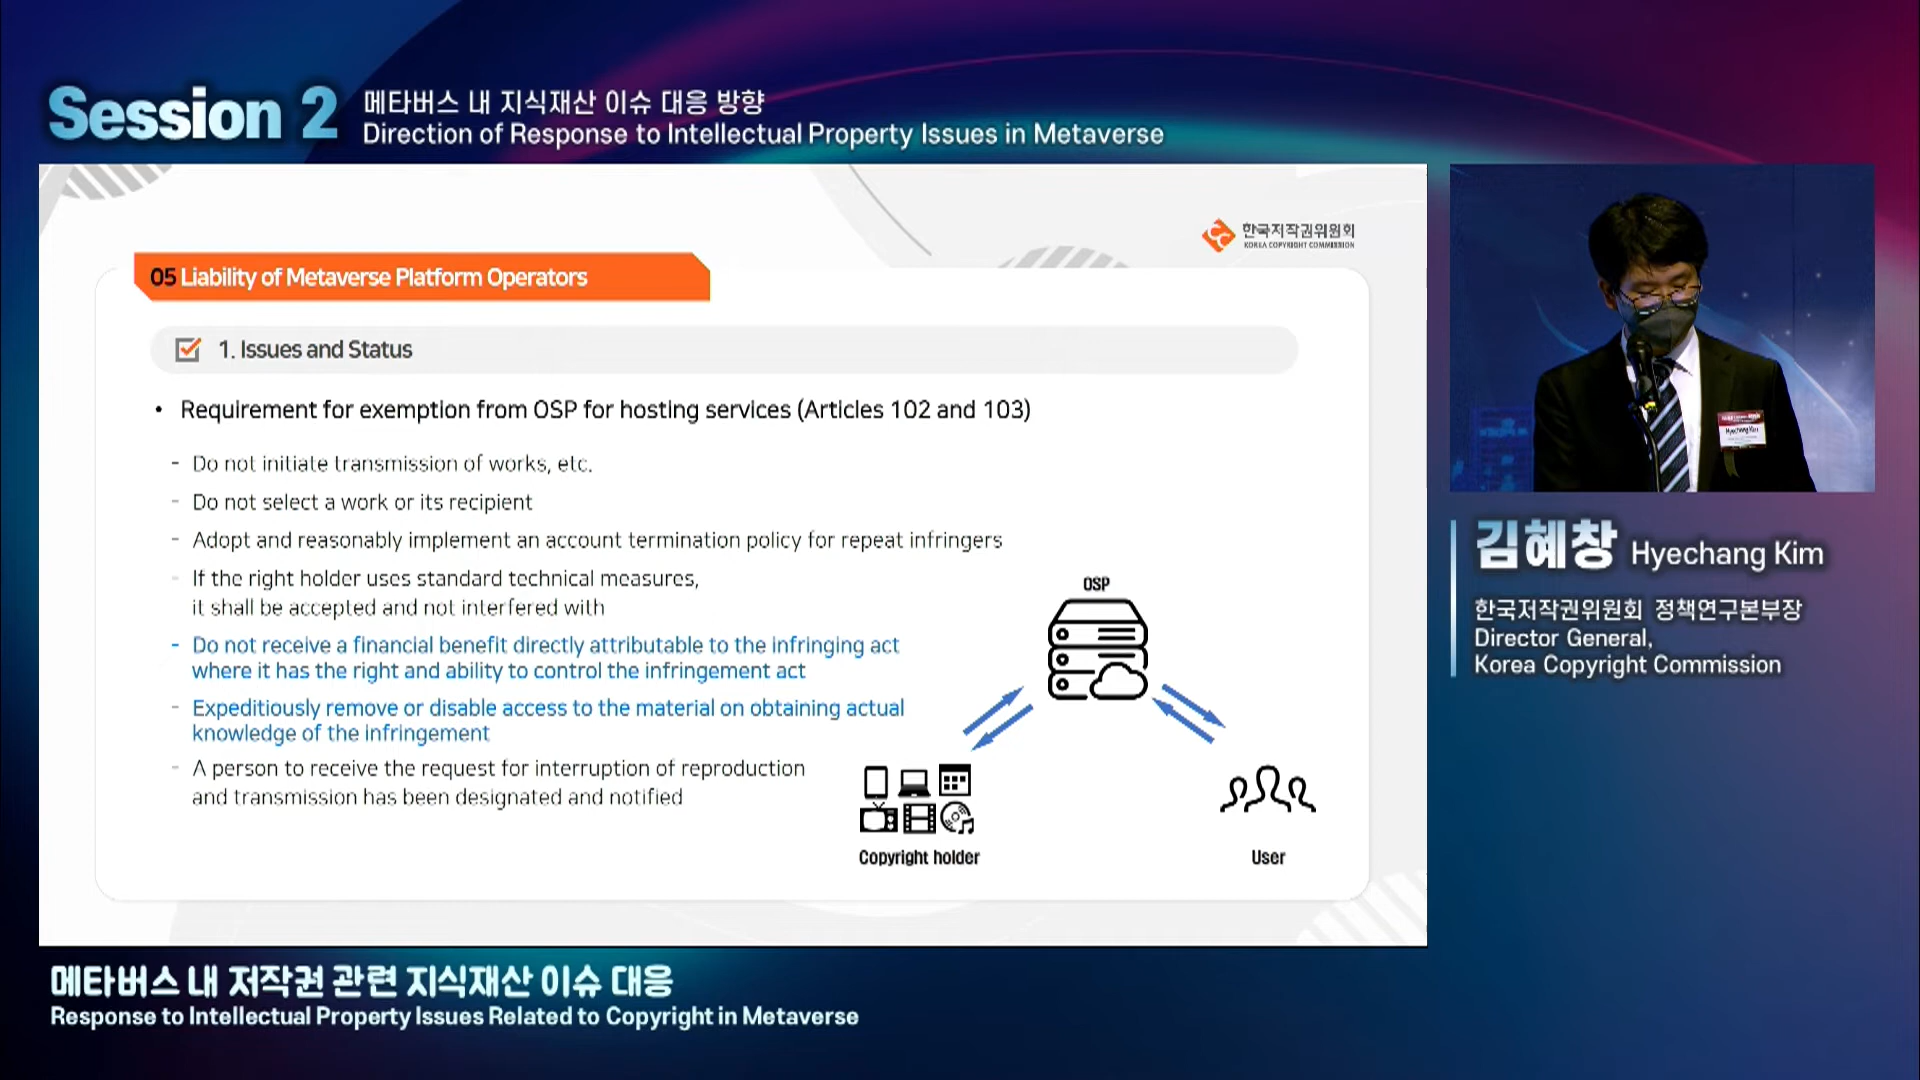 Session 2
메타버스 내 지식재산 이슈 대응 방향
Direction of Response to Intellectual Property Issues in Metaverse
한국저작권위원회
KOREA COPYRIGHT COMMISSION
05 Liability of Metaverse Platform Operators
1. Issues and Status
• Requirement for exemption from OSP for hosting services (Articles 102 and 103)
- Do not initiate transmission of works, etc.
- Do not select a work or its recipient
- Adopt and reasonably implement an account termination policy for repeat infringers
- If the right holder uses standard technical measures,
it shall be accepted and not interfered with
- Do not receive a financial benefit directly attributable to the infringing act
where it has the right and ability to control the infringement act
- Expeditiously remove or disable access to the material on obtaining actual
knowledge of the infringement
- A person to receive the request for interruption of reproduction
and transmission has been designated and notified
OSP
Copyright holder
User
Hyechang Kim
김혜창 Hyechang Kim
한국저작권위원회 정책연구본부장
Director General,
Korea Copyright Commission
메타버스 내 저작권 관련 지식재산 이슈 대응
Response to Intellectual Property Issues Related to Copyright in Metaverse